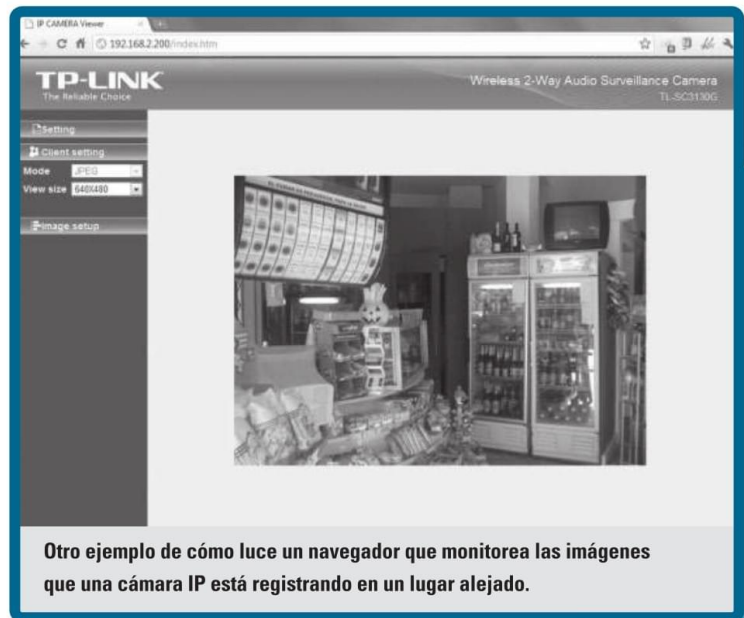 IP CAMERA Viewer
192.168.2.200/index.htm
TP-LINK
The Reliable Choice
Wireless 2-Way Audio Surveillance Camera
TL-SC3130G
Setting
Client setting
Mode JPEG
View size 640X480
Image setup
Otro ejemplo de cómo luce un navegador que monitorea las imágenes
que una cámara IP está registrando en un lugar alejado.